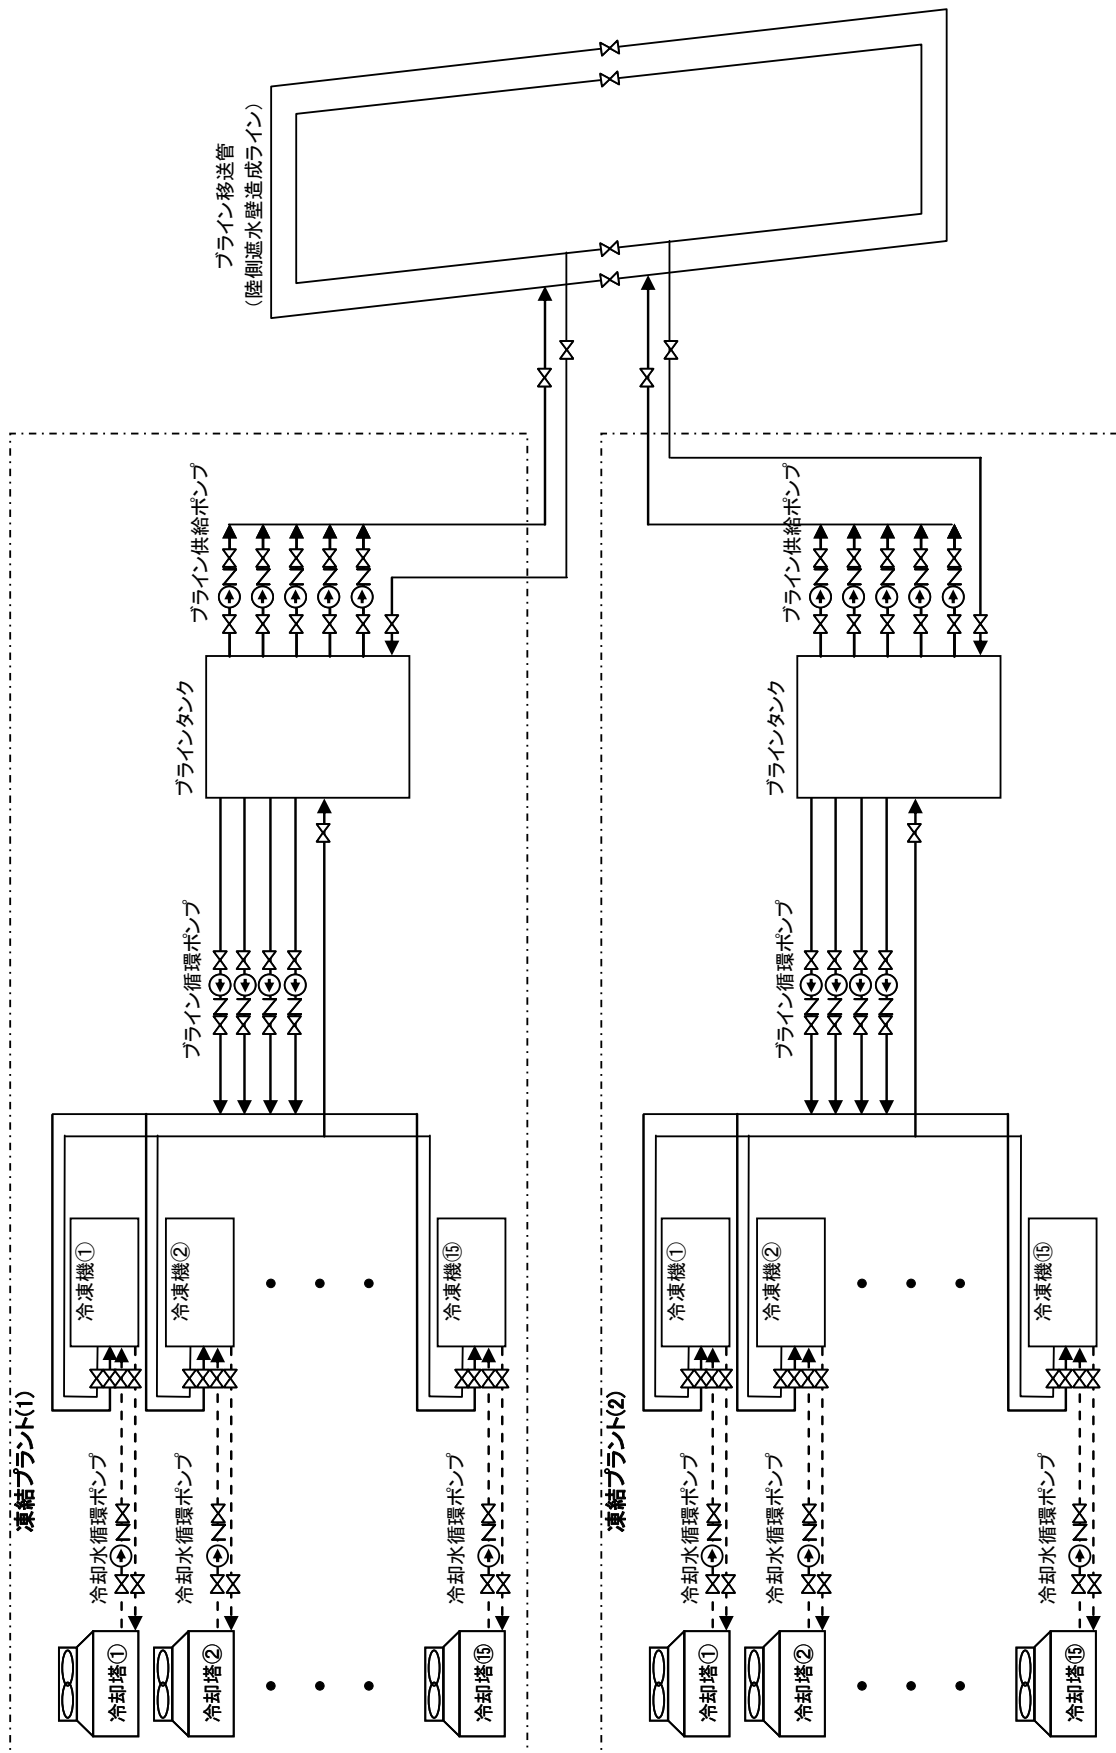 ブライン移送管
（陸側遮水壁造成ライン）
凍結プラント(1)
ブライン供給ポンプ
ブラインタンク
ブライン循環ポンプ
冷凍機①
冷凍機②
冷凍機⑮
冷却水循環ポンプ
冷却水循環ポンプ
冷却水循環ポンプ
冷却塔①
冷却塔②
冷却塔⑮
凍結プラント(2)
ブライン供給ポンプ
ブラインタンク
ブライン循環ポンプ
冷凍機①
冷凍機②
冷凍機⑮
冷却水循環ポンプ
冷却水循環ポンプ
冷却水循環ポンプ
冷却塔①
冷却塔②
冷却塔⑮